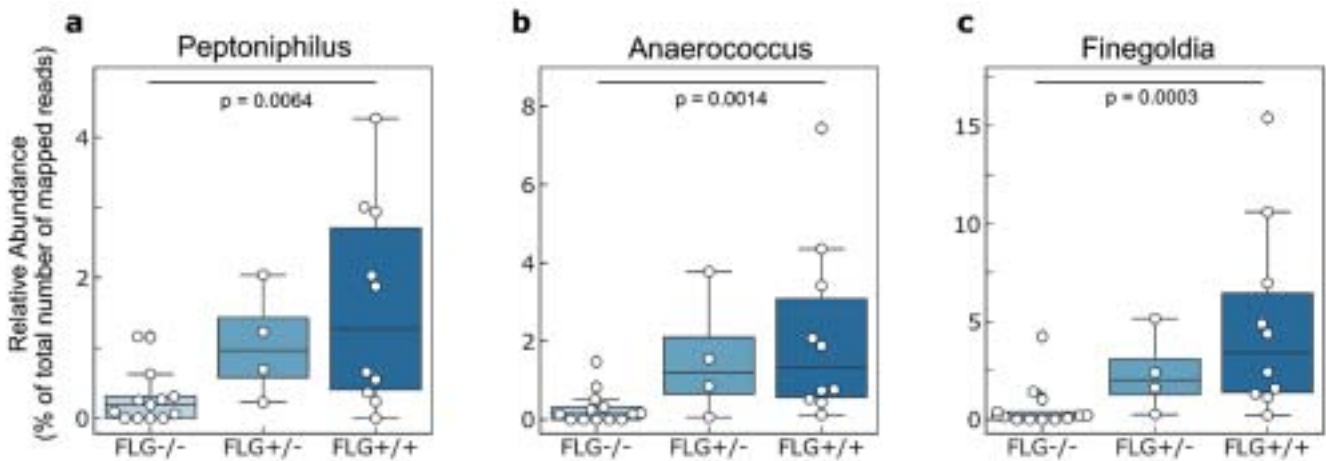 a
Peptoniphilus
p = 0.0064
Relative Abundance
(% of total number of mapped reads)
4
2
0
FLG-/-
FLG+/-
FLG+/+
b
Anaerococcus
p = 0.0014
8
6
4
2
0
FLG-/-
FLG+/-
FLG+/+
c
Finegoldia
p = 0.0003
15
10
5
0
FLG-/-
FLG+/-
FLG+/+